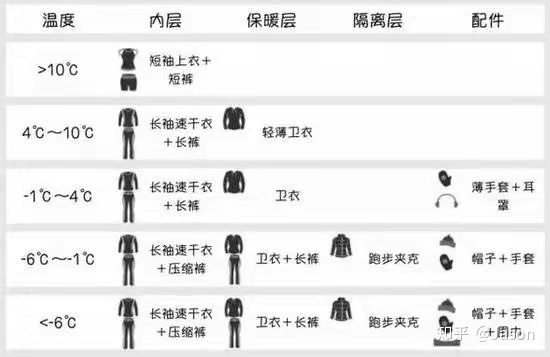 温度 内层 保暖层 隔离层 配件
>10℃ 短袖上衣＋
短裤
4℃～10℃ 长袖速干衣
＋长裤 轻薄卫衣
-1℃～4℃ 长袖速干衣
＋长裤 卫衣 薄手套＋耳
罩
-6℃～-1℃ 长袖速干衣
＋压缩裤 卫衣＋长裤 跑步夹克 帽子＋手套
<-6℃ 长袖速干衣
＋压缩裤 卫衣＋长裤 跑步夹克 帽子＋手套
＋围巾
知乎 @Jason